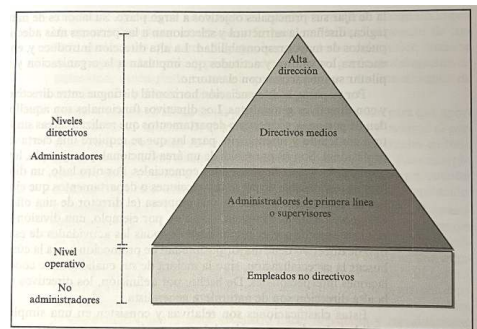 Alta
dirección
Niveles
directivos
Administradores
Directivos medios
Administradores de primera línea
o supervisores
Nivel
operativo
No
administradores
Empleados no directivos